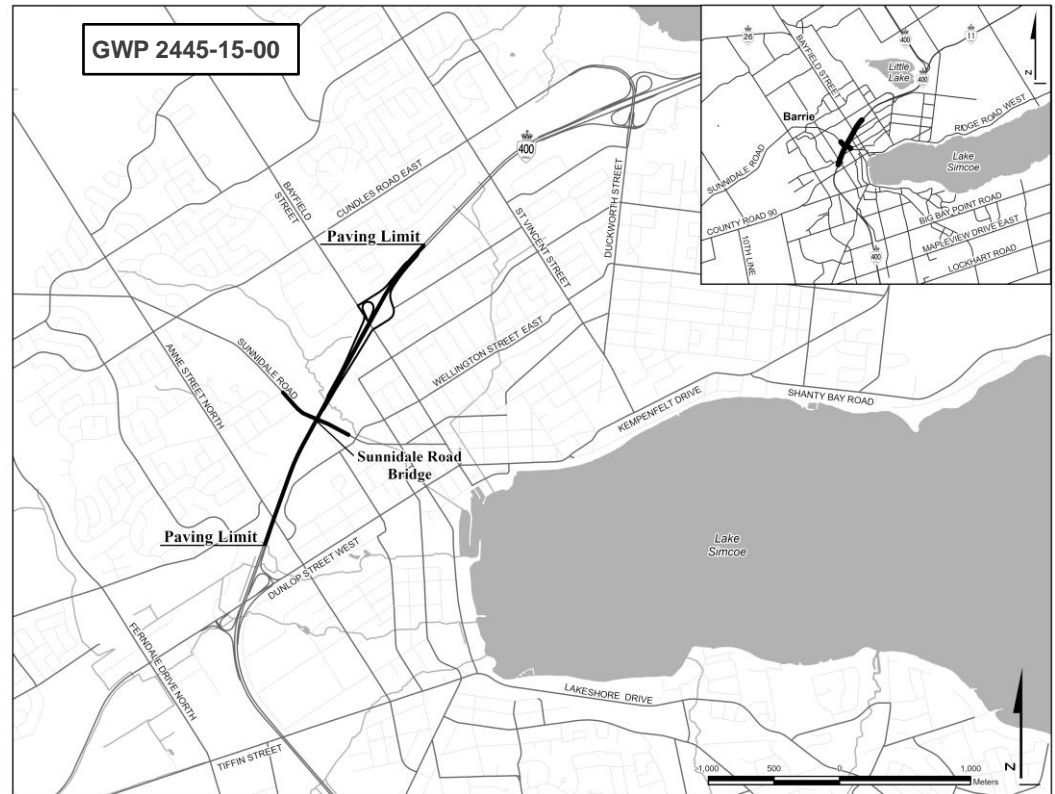 GWP 2445-15-00
400
CUNDLES ROAD EAST
BAYFIELD
STREET
ST VINCENT STREET
DUCKWORTH STREET
Paving Limit
SUNNIDALE ROAD
ANNE STREET NORTH
WELLINGTON STREET EAST
KEMPENFELT DRIVE
SHANTY BAY ROAD
Sunnidale Road
Bridge
Paving Limit
DUNLOP STREET WEST
Lake
Simcoe
FERNDALE DRIVE NORTH
LAKESHORE DRIVE
TIFFIN STREET
-1,000
500
0
1,000
Meters
N
26
BAYFIELD STREET
400
11
N
Little
Lake
400
Barrie
RIDGE ROAD WEST
SUNNIDALE ROAD
Lake
Simcoe
COUNTY ROAD 90
BIG BAY POINT ROAD
10TH LINE
MAPLEVIEW DRIVE EAST
400
LOCKHART ROAD